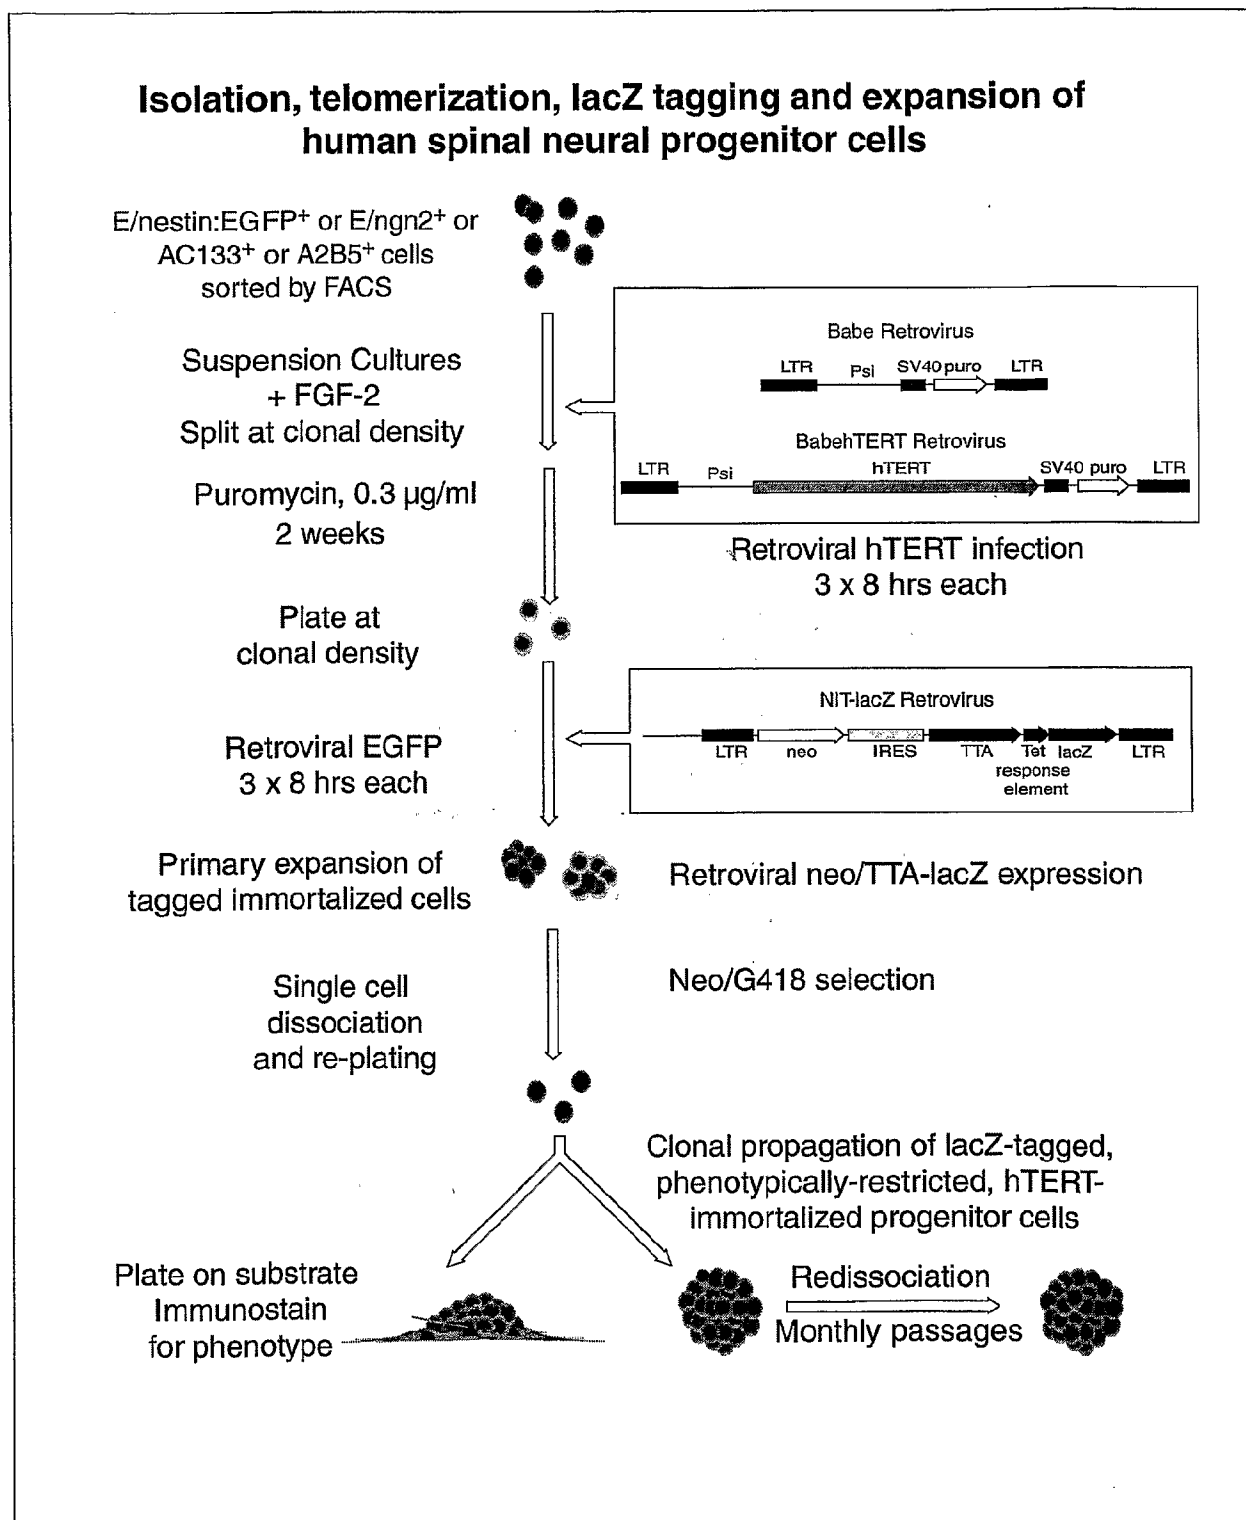 Isolation, telomerization, lacZ tagging and expansion of
human spinal neural progenitor cells
E/nestin:EGFP+ or E/ngn2+ or
AC133+ or A2B5+ cells
sorted by FACS
Suspension Cultures
+ FGF-2
Split at clonal density
Babe Retrovirus
LTR Psi SV40 puro LTR
BabehTERT Retrovirus
LTR Psi hTERT SV40 puro LTR
Puromycin, 0.3 µg/ml
2 weeks
Retroviral hTERT infection
3 x 8 hrs each
Plate at
clonal density
NIT-lacZ Retrovirus
LTR neo IRES TTA Tet lacZ LTR
response
element
Retroviral EGFP
3 x 8 hrs each
Primary expansion of
tagged immortalized cells
Retroviral neo/TTA-lacZ expression
Neo/G418 selection
Single cell
dissociation
and re-plating
Clonal propagation of lacZ-tagged,
phenotypically-restricted, hTERT-
immortalized progenitor cells
Plate on substrate
Immunostain
for phenotype
Redissociation
Monthly passages